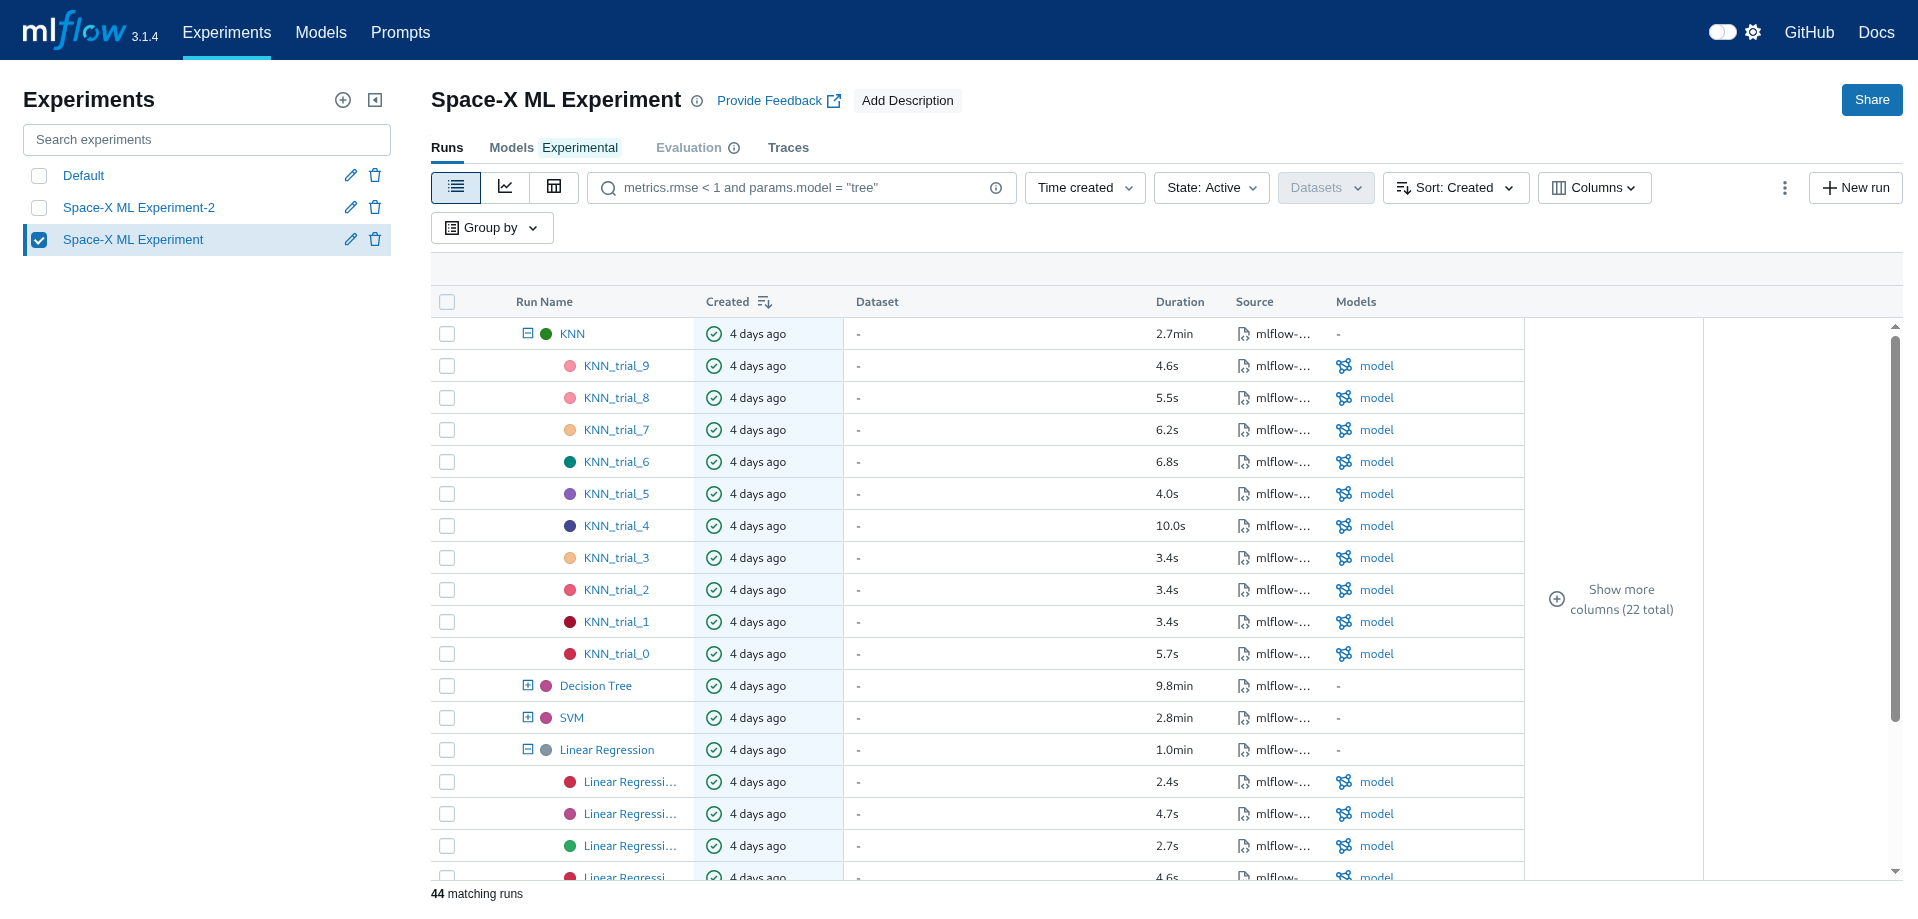 mlflow 3.1.4 Experiments Models Prompts GitHub Docs
Experiments
Search experiments
Default
Space-X ML Experiment-2
Space-X ML Experiment
Space-X ML Experiment Provide Feedback Add Description Share
Runs Models Experimental Evaluation Traces
metrics.rmse < 1 and params.model = "tree" Time created State: Active Datasets Sort: Created Columns New run
Group by
Run Name Created Dataset Duration Source Models
KNN 4 days ago - 2.7min mlflow-... -
KNN_trial_9 4 days ago - 4.6s mlflow-... model
KNN_trial_8 4 days ago - 5.5s mlflow-... model
KNN_trial_7 4 days ago - 6.2s mlflow-... model
KNN_trial_6 4 days ago - 6.8s mlflow-... model
KNN_trial_5 4 days ago - 4.0s mlflow-... model
KNN_trial_4 4 days ago - 10.0s mlflow-... model
KNN_trial_3 4 days ago - 3.4s mlflow-... model
KNN_trial_2 4 days ago - 3.4s mlflow-... model
KNN_trial_1 4 days ago - 3.4s mlflow-... model
KNN_trial_0 4 days ago - 5.7s mlflow-... model
Decision Tree 4 days ago - 9.8min mlflow-... -
SVM 4 days ago - 2.8min mlflow-... -
Linear Regression 4 days ago - 1.0min mlflow-... -
Linear Regressi... 4 days ago - 2.4s mlflow-... model
Linear Regressi... 4 days ago - 4.7s mlflow-... model
Linear Regressi... 4 days ago - 2.7s mlflow-... model
Linear Regressi... 4 days ago - 4.6s mlflow-... model
Show more
columns (22 total)
44 matching runs